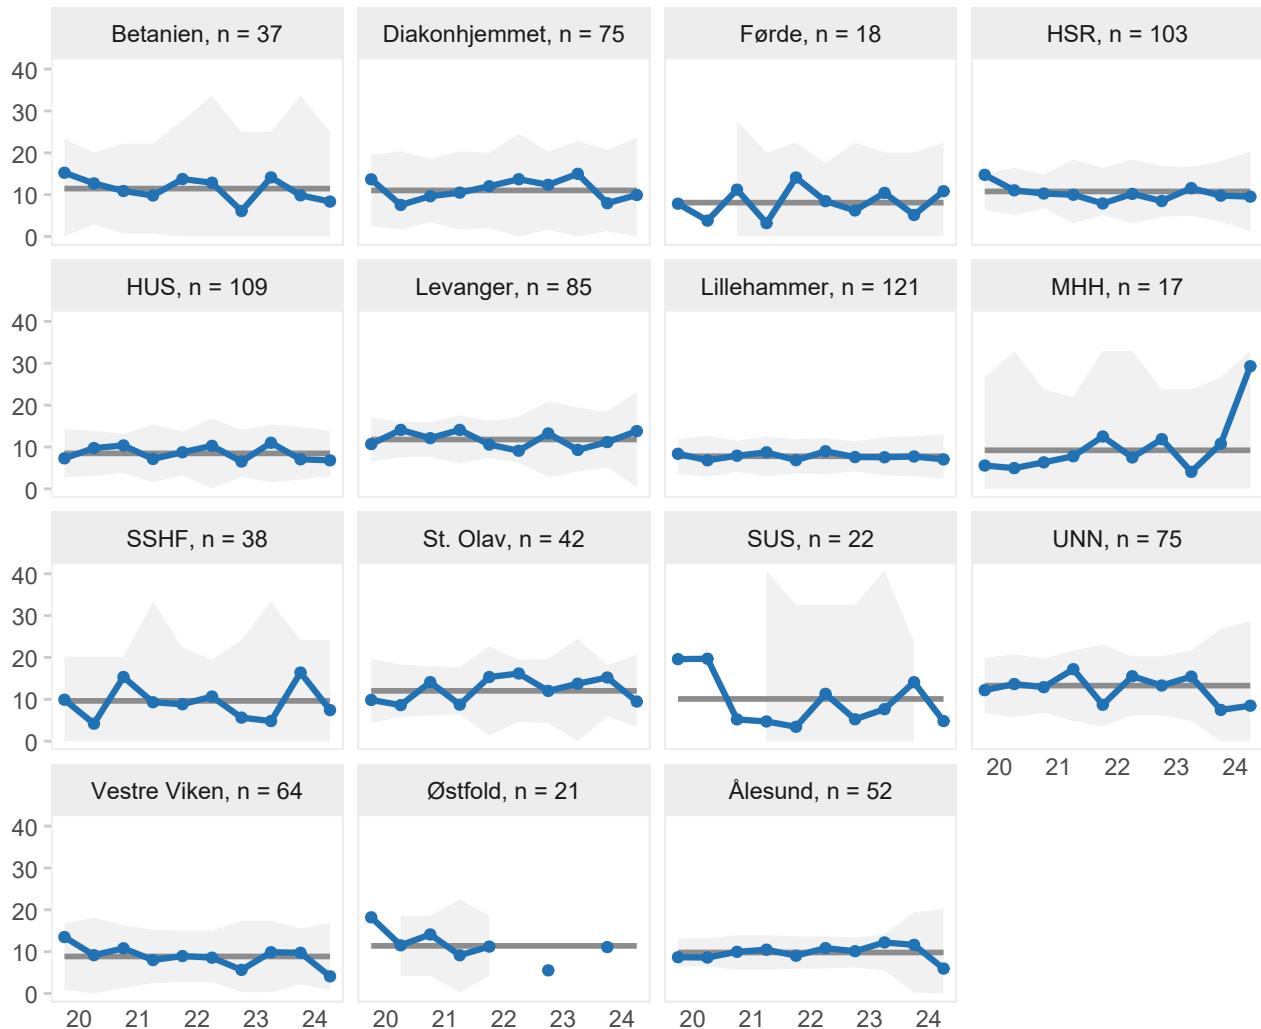 Betanien, n = 37
Diakonhjemmet, n = 75
Førde, n = 18
HSR, n = 103
40
30
20
10
0
HUS, n = 109
Levanger, n = 85
Lillehammer, n = 121
MHH, n = 17
40
30
20
10
0
SSHF, n = 38
St. Olav, n = 42
SUS, n = 22
UNN, n = 75
40
30
20
10
0
20 21 22 23 24
Vestre Viken, n = 64
Østfold, n = 21
Ålesund, n = 52
40
30
20
10
0
20 21 22 23 24
20 21 22 23 24
20 21 22 23 24